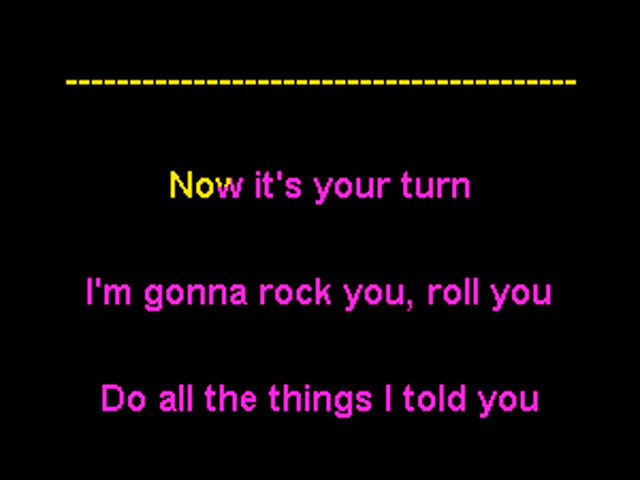 ----------------------------------------
Now it's your turn
I'm gonna rock you, roll you
Do all the things I told you